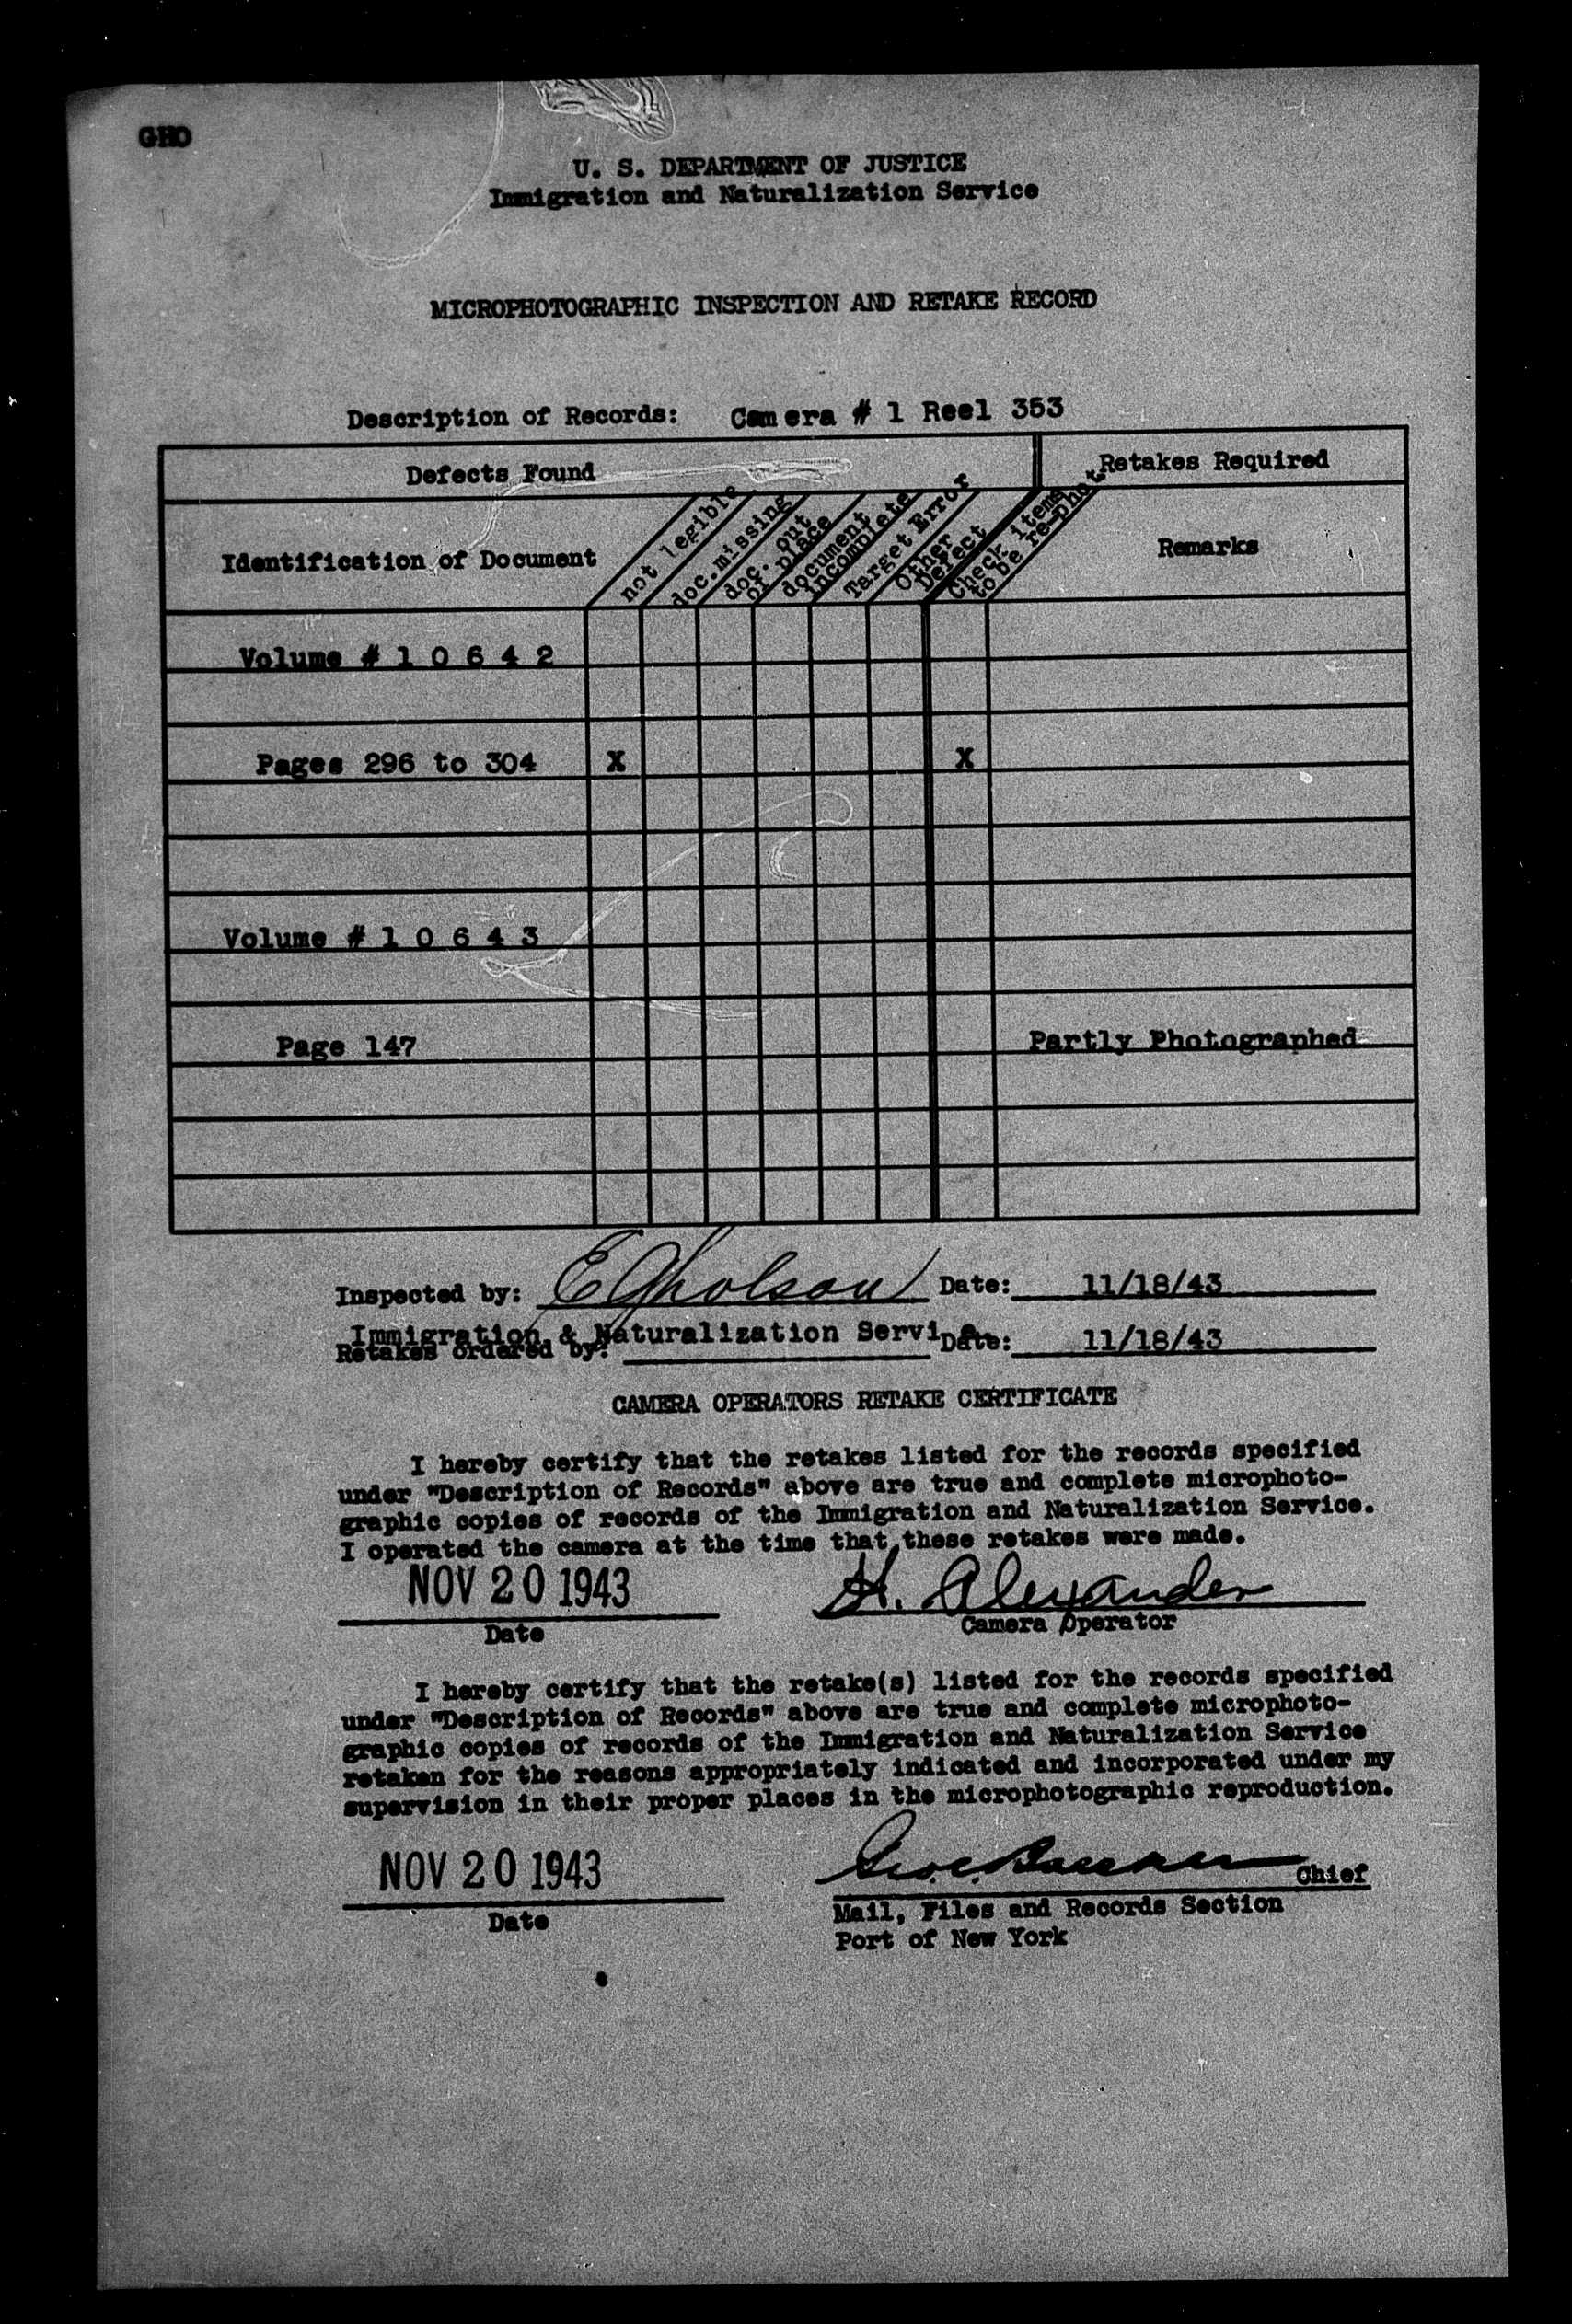 GHO
U. S. DEPARTMENT OF JUSTICE
Immigration and Naturalization Service
MICROPHOTOGRAPHIC INSPECTION AND RETAKE RECORD
Description of Records: Camera # 1 Reel 353
Defects Found
Retakes Required
Identification of Document
not legible
doc. missing
doc. out
of place
document
incomplete
Target Error
Other
Defect
Check items
to be re-phot.
Remarks
Volume # 1 0 6 4 2
Pages 296 to 304 X X
Volume # 1 0 6 4 3
Page 147 Partly Photographed
Inspected by: E Gholson Date: 11/18/43
Immigration & Naturalization Servi
Retakes ordered by: Date: 11/18/43
CAMERA OPERATORS RETAKE CERTIFICATE
I hereby certify that the retakes listed for the records specified
under "Description of Records" above are true and complete microphoto-
graphic copies of records of the Immigration and Naturalization Service.
I operated the camera at the time that these retakes were made.
NOV 20 1943 H. Alexander
Date Camera Operator
I hereby certify that the retake(s) listed for the records specified
under "Description of Records" above are true and complete microphoto-
graphic copies of records of the Immigration and Naturalization Service
retaken for the reasons appropriately indicated and incorporated under my
supervision in their proper places in the microphotographic reproduction.
NOV 20 1943 Chief
Date Mail, Files and Records Section
Port of New York